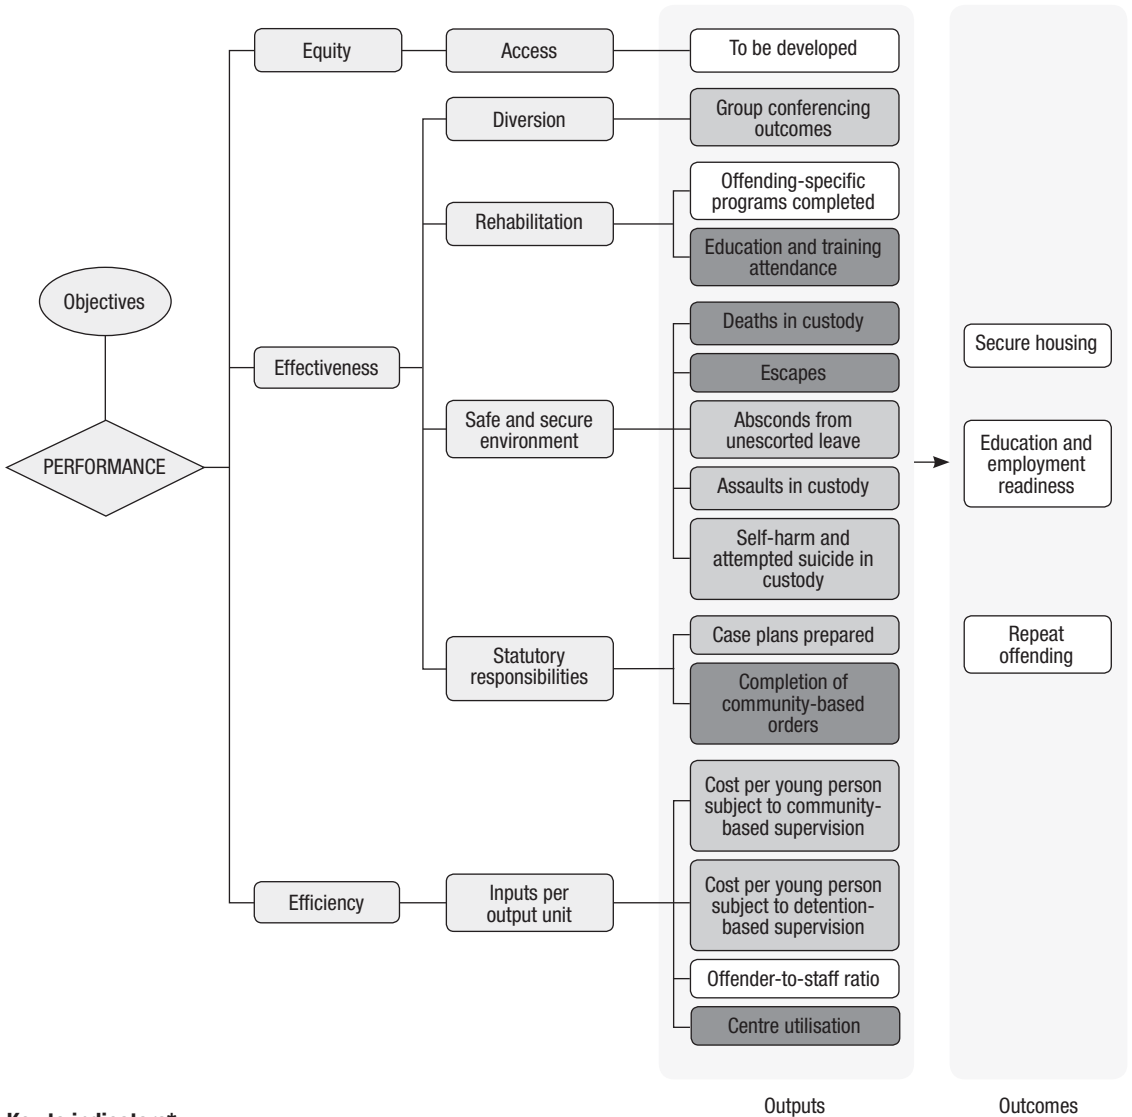 Equity
Access
To be developed
Diversion
Group conferencing
outcomes
Rehabilitation
Offending-specific
programs completed
Education and training
attendance
Objectives
PERFORMANCE
Effectiveness
Safe and secure
environment
Deaths in custody
Escapes
Absconds from
unescorted leave
Assaults in custody
Self-harm and
attempted suicide in
custody
Secure housing
Education and
employment
readiness
Repeat
offending
Statutory
responsibilities
Case plans prepared
Completion of
community-based
orders
Efficiency
Inputs per
output unit
Cost per young person
subject to community-
based supervision
Cost per young person
subject to detention-
based supervision
Offender-to-staff ratio
Centre utilisation
Outputs
Outcomes